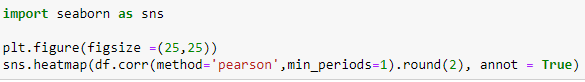 import seaborn as sns
plt.figure(figsize =(25,25))
sns.heatmap(df.corr(method='pearson',min_periods=1).round(2), annot = True)